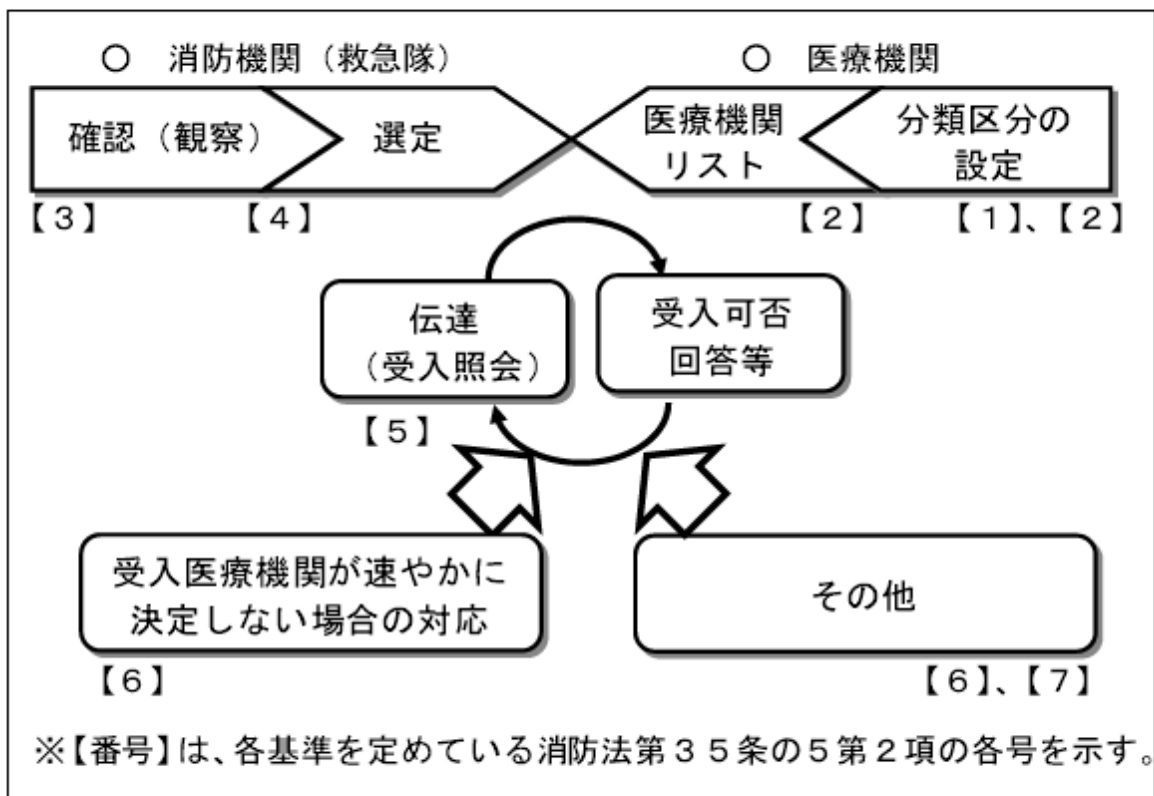 ○ 消防機関（救急隊）
○ 医療機関
確認（観察）
選定
医療機関
リスト
分類区分の
設定
【３】
【４】
【２】
【１】、【２】
伝達
（受入照会）
受入可否
回答等
【５】
受入医療機関が速やかに
決定しない場合の対応
その他
【６】
【６】、【７】
※【番号】は、各基準を定めている消防法第３５条の５第２項の各号を示す。